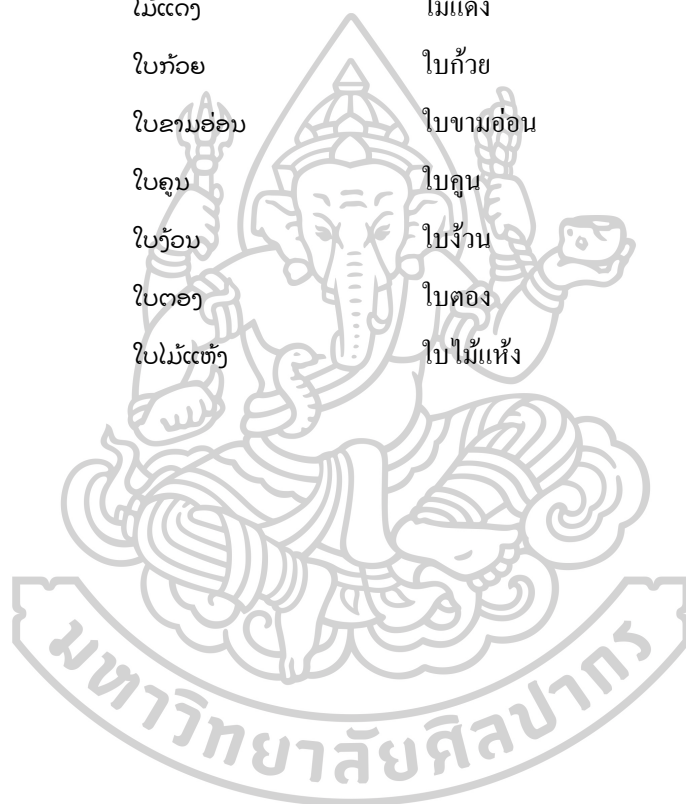 ໄມ້ແດງ ไม้แดง
ໃບກ້ວຍ ใบก้วย
ໃບຂາມອ່ອນ ใบขามอ่อน
ໃບຄູນ ใบคูน
ໃບງ້ວນ ใบง้วน
ໃບຕອງ ใบตอง
ໃບໄມ້ແຫ້ງ ใบไม้แห้ง
มหาวิทยาลัยศิลปากร